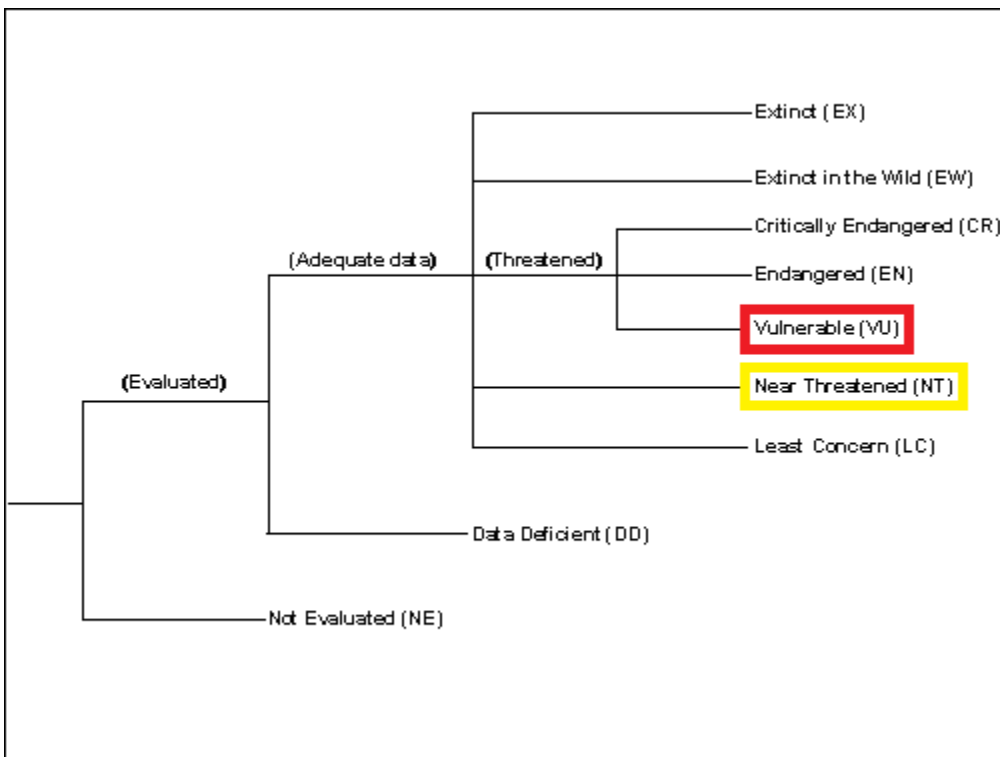 Extinct (EX)
Extinct in the Wild (EW)
Critically Endangered (CR)
(Adequate data)
(Threatened)
Endangered (EN)
Vulnerable (VU)
(Evaluated)
Near Threatened (NT)
Least Concern (LC)
Data Deficient (DD)
Not Evaluated (NE)